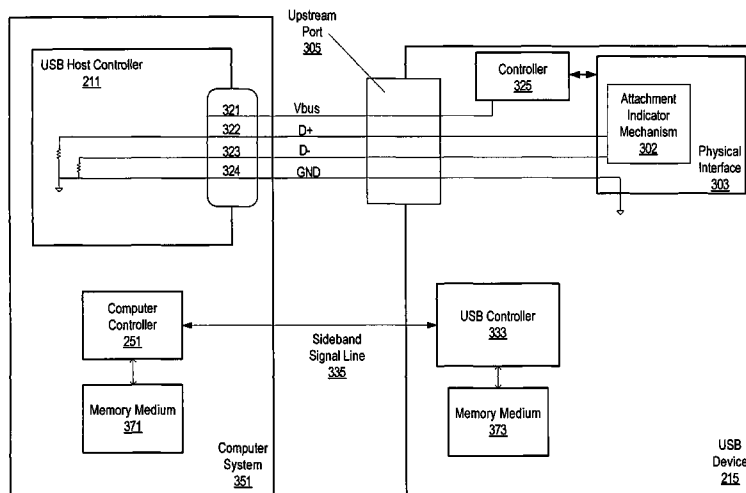 Upstream
Port
305
USB Host Controller
211
Controller
325
321
Vbus
322
D+
323
D-
324
GND
Attachment
Indicator
Mechanism
302
Physical
Interface
303
Computer
Controller
251
USB Controller
333
Sideband
Signal Line
335
Memory Medium
371
Memory Medium
373
Computer
System
351
USB
Device
215